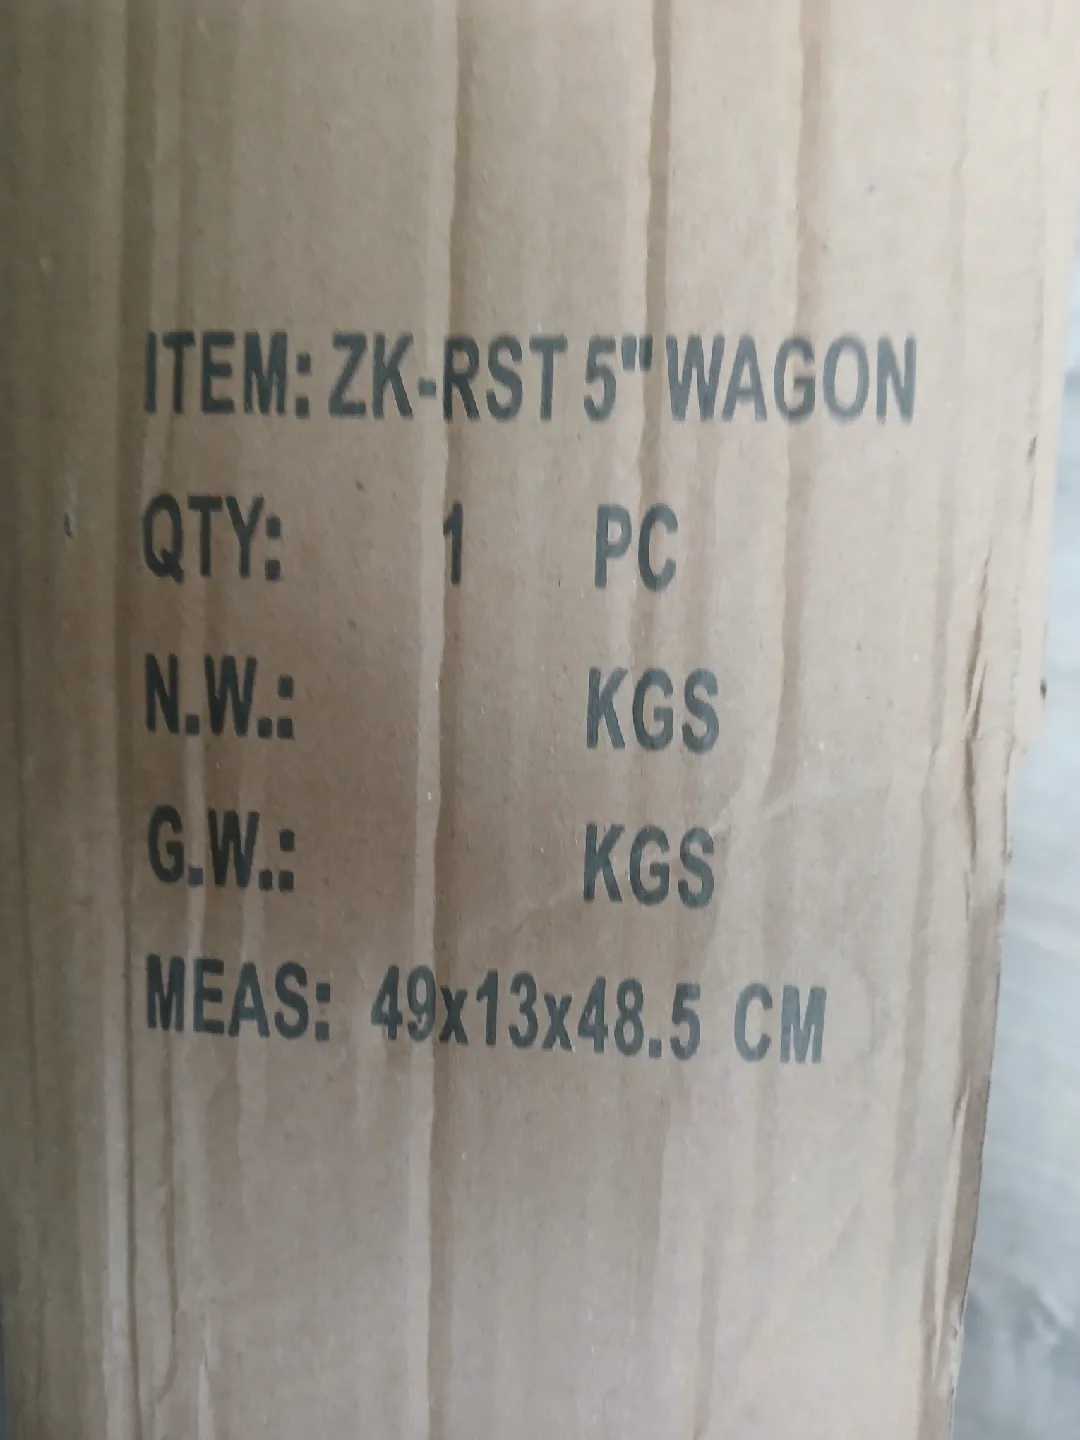 ITEM: ZK-RST 5" WAGON
QTY: 1 PC
N.W.: KGS
G.W.: KGS
MEAS: 49x13x48.5 CM